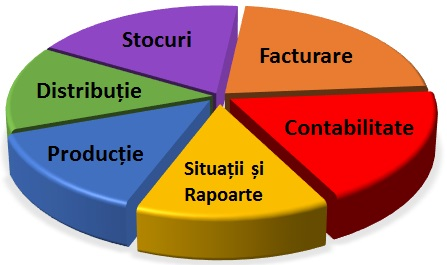 Stocuri
Facturare
Distribuție
Contabilitate
Producție
Situații și
Rapoarte